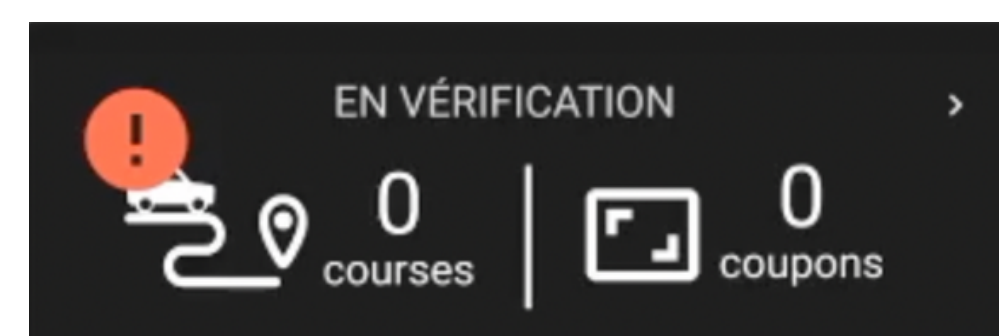 EN VÉRIFICATION
0
courses
0
coupons